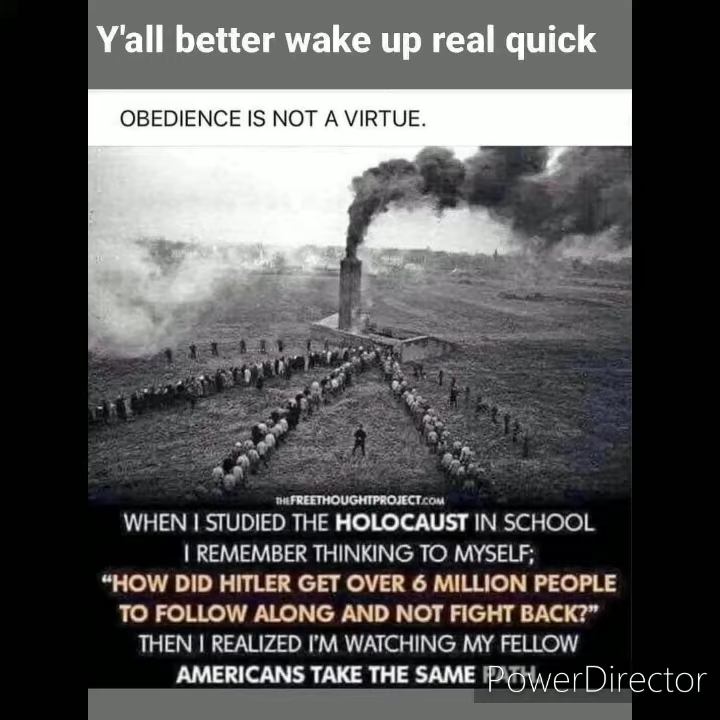 Y'all better wake up real quick
OBEDIENCE IS NOT A VIRTUE.
THEFREETHOUGHTPROJECT.COM
WHEN I STUDIED THE HOLOCAUST IN SCHOOL
I REMEMBER THINKING TO MYSELF;
“HOW DID HITLER GET OVER 6 MILLION PEOPLE
TO FOLLOW ALONG AND NOT FIGHT BACK?”
THEN I REALIZED I'M WATCHING MY FELLOW
AMERICANS TAKE THE SAME PATH
PowerDirector